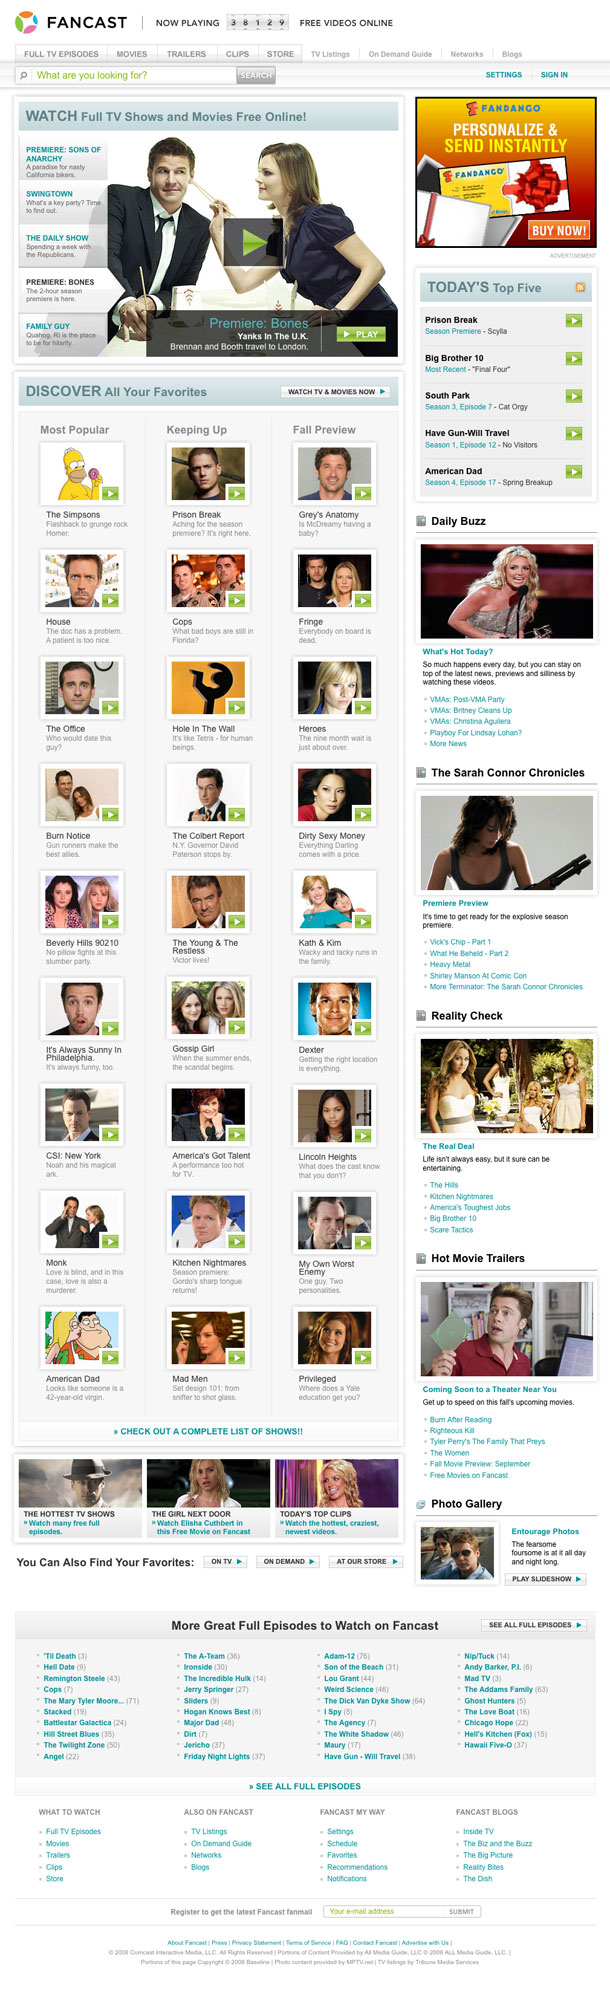 FANCAST
NOW PLAYING 38129 FREE VIDEOS ONLINE
FULL TV EPISODES MOVIES TRAILERS CLIPS STORE TV Listings On Demand Guide Networks Blogs
What are you looking for? SEARCH SETTINGS SIGN IN
WATCH Full TV Shows and Movies Free Online!
PREMIERE: SONS OF
ANARCHY
A paradise for nasty
California bikers.
SWINGTOWN
What's a key party? Time
to find out.
THE DAILY SHOW
Spending a week with
the Republicans.
PREMIERE: BONES
The 2-hour season
premiere is here.
FAMILY GUY
Quahog, RI is the place
to be for hilarity.
Premiere: Bones
Yanks In The U.K.
Brennan and Booth travel to London.
PLAY
FANDANGO
PERSONALIZE &
SEND INSTANTLY
FANDANGO
BUY NOW!
ADVERTISEMENT
TODAY'S Top Five
Prison Break
Season Premiere - Scylla
Big Brother 10
Most Recent - "Final Four"
South Park
Season 3, Episode 7 - Cat Orgy
Have Gun-Will Travel
Season 1, Episode 12 - No Visitors
American Dad
Season 4, Episode 17 - Spring Breakup
DISCOVER All Your Favorites
WATCH TV & MOVIES NOW
Most Popular
The Simpsons
Flashback to grunge rock
Homer.
House
The doc has a problem.
A patient is too nice.
The Office
Who would date this
guy?
Burn Notice
Gun runners make the
best allies.
Beverly Hills 90210
No pillow fights at this
slumber party.
It's Always Sunny In
Philadelphia.
It's always funny, too.
CSI: New York
Noah and his magical
ark.
Monk
Love is blind, and in this
case, love is also a
murderer.
American Dad
Looks like someone is a
42-year-old virgin.
Keeping Up
Prison Break
Aching for the season
premiere? It's right here.
Cops
What bad boys are still in
Florida?
Hole In The Wall
It's like Tetris - for human
beings.
The Colbert Report
N.Y. Governor David
Paterson stops by.
The Young & The
Restless
Victor lives!
Gossip Girl
When the summer ends,
the scandal begins.
America's Got Talent
A performance too hot
for TV.
Kitchen Nightmares
Season premiere:
Gordo's sharp tongue
returns!
Mad Men
Set design 101: from
snifter to shot glass.
Fall Preview
Grey's Anatomy
Is McDreamy having a
baby?
Fringe
Everybody on board is
dead.
Heroes
The nine month wait is
just about over.
Dirty Sexy Money
Everything Darling
comes with a price.
Kath & Kim
Wacky and tacky runs in
the family.
Dexter
Getting the right location
is everything.
Lincoln Heights
What does the cast know
that you don't?
My Own Worst
Enemy
One guy. Two
personalities.
Privileged
Where does a Yale
education get you?
» CHECK OUT A COMPLETE LIST OF SHOWS!!
THE HOTTEST TV SHOWS
» Watch many free full
episodes.
THE GIRL NEXT DOOR
» Watch Elisha Cuthbert in
this Free Movie on Fancast
TODAY'S TOP CLIPS
» Watch the hottest, craziest,
newest videos.
You Can Also Find Your Favorites: ON TV ON DEMAND AT OUR STORE
Daily Buzz
What's Hot Today?
So much happens every day, but you can stay on
top of the latest news, previews and silliness by
watching these videos.
VMAs: Post-VMA Party
VMAs: Britney Cleans Up
VMAs: Christina Aguilera
Playboy For Lindsay Lohan?
More News
The Sarah Connor Chronicles
Premiere Preview
It's time to get ready for the explosive season
premiere.
Vick's Chip - Part 1
What He Beheld - Part 2
Heavy Metal
Shirley Manson At Comic Con
More Terminator: The Sarah Connor Chronicles
Reality Check
The Real Deal
Life isn't always easy, but it sure can be
entertaining.
The Hills
Kitchen Nightmares
America's Toughest Jobs
Big Brother 10
Scare Tactics
Hot Movie Trailers
Coming Soon to a Theater Near You
Get up to speed on this fall's upcoming movies.
Burn After Reading
Righteous Kill
Tyler Perry's The Family That Preys
The Women
Fall Movie Preview: September
Free Movies on Fancast
Photo Gallery
Entourage Photos
The fearsome
foursome is at it all day
and night long.
PLAY SLIDESHOW
More Great Full Episodes to Watch on Fancast
SEE ALL FULL EPISODES
'Til Death (3)
Hell Date (9)
Remington Steele (43)
Cops (7)
The Mary Tyler Moore... (71)
Stacked (19)
Battlestar Galactica (24)
Hill Street Blues (35)
The Twilight Zone (50)
Angel (22)
The A-Team (36)
Ironside (30)
The Incredible Hulk (14)
Jerry Springer (27)
Sliders (9)
Hogan Knows Best (8)
Major Dad (48)
Dirt (7)
Jericho (37)
Friday Night Lights (37)
Adam-12 (76)
Son of the Beach (31)
Lou Grant (44)
Weird Science (46)
The Dick Van Dyke Show (64)
I Spy (5)
The Agency (7)
The White Shadow (46)
Maury (17)
Have Gun - Will Travel (38)
Nip/Tuck (14)
Andy Barker, P.I. (6)
Mad TV (3)
The Addams Family (63)
Ghost Hunters (5)
The Love Boat (16)
Chicago Hope (22)
Hell's Kitchen (Fox) (15)
Hawaii Five-O (37)
» SEE ALL FULL EPISODES
WHAT TO WATCH
Full TV Episodes
Movies
Trailers
Clips
Store
ALSO ON FANCAST
TV Listings
On Demand Guide
Networks
Blogs
FANCAST MY WAY
Settings
Schedule
Favorites
Recommendations
Notifications
FANCAST BLOGS
Inside TV
The Biz and the Buzz
The Big Picture
Reality Bites
The Dish
Register to get the latest Fancast fanmail Your e-mail address SUBMIT
About Fancast | Press | Privacy Statement | Terms of Service | FAQ | Contact Fancast | Advertise with Us |
© 2008 Comcast Interactive Media, LLC. All Rights Reserved | Portions of Content Provided by All Media Guide, LLC © 2008 ALL Media Guide, LLC. |
Portions of this page Copyright © 2008 Baseline | Photo content provided by MPTV.net | TV listings by Tribune Media Services